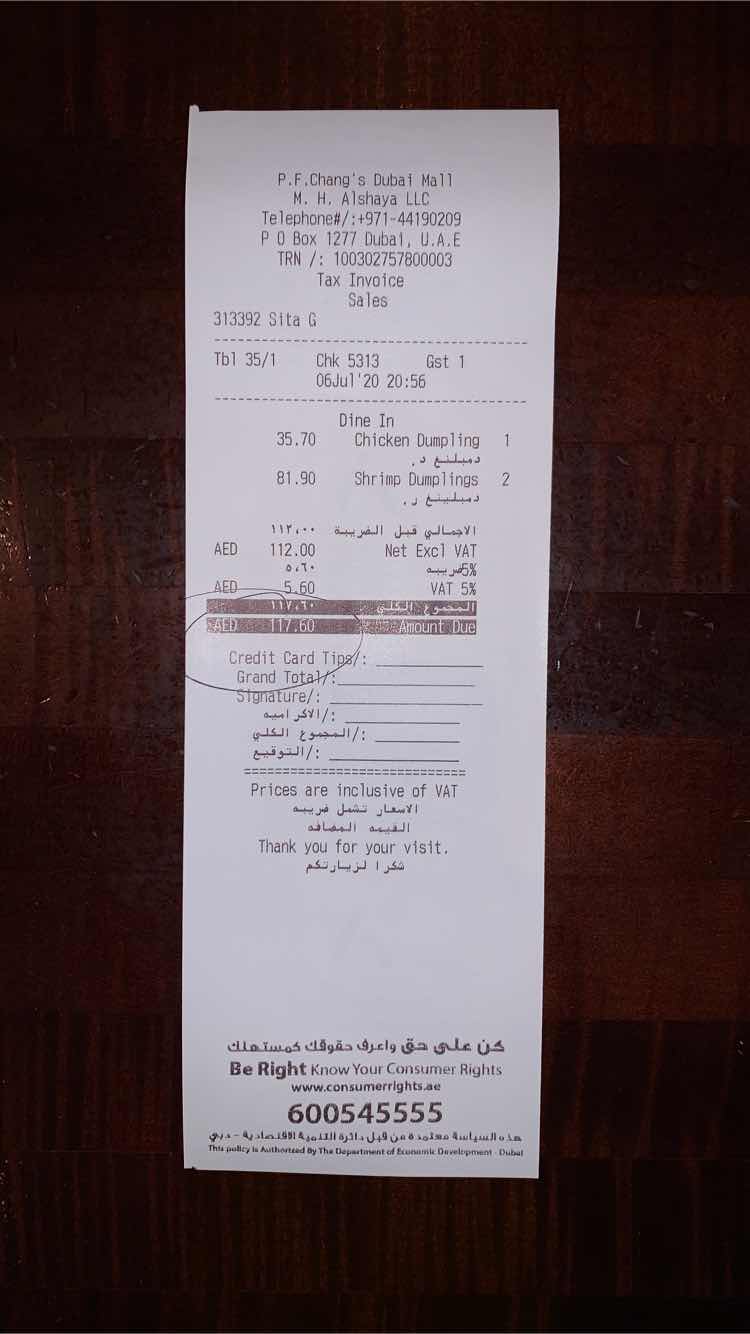 P.F.Chang's Dubai Mall
M. H. Alshaya LLC
Telephone#/:+971-44190209
P O Box 1277 Dubai, U.A.E
TRN /: 100302757800003
Tax Invoice
Sales
313392 Sita G
Tbl 35/1 Chk 5313 Gst 1
06Jul'20 20:56
Dine In
35.70 Chicken Dumpling 1
دمبلنغ د,
81.90 Shrimp Dumplings 2
دمبلينغ ر,
الاجمالي قبل الضريبة ١١٢,٠٠
AED 112.00 Net Excl VAT
5%ضريبه ٥,٦٠
AED 5.60 VAT 5%
المجموع الكلي ١١٧,٦٠
AED 117.60 Amount Due
Credit Card Tips/: ____________
Grand Total/: ____________
Signature/: ____________
الاكراميه/: ____________
المجموع الكلي/: ____________
التوقيع/: ____________
==============================
Prices are inclusive of VAT
الاسعار تشمل ضريبه
القيمه المضافه
Thank you for your visit.
شكرا لزيارتكم
كن على حق واعرف حقوقك كمستهلك
Be Right Know Your Consumer Rights
www.consumerrights.ae
600545555
هذه السياسة معتمدة من قبل دائرة التنمية الاقتصادية - دبي
This policy is Authorized By The Department of Economic Development - Dubai